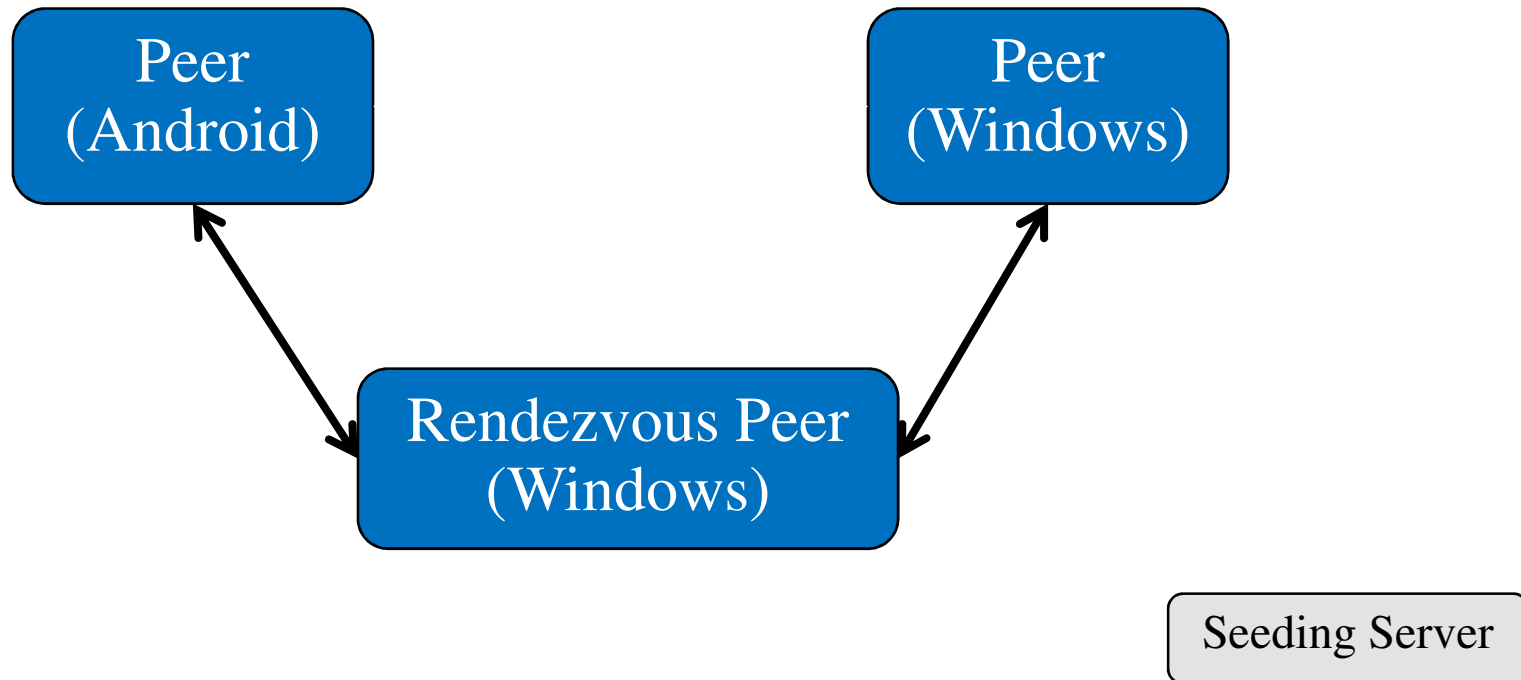 Peer
(Android)
Peer
(Windows)
Rendezvous Peer
(Windows)
Seeding Server